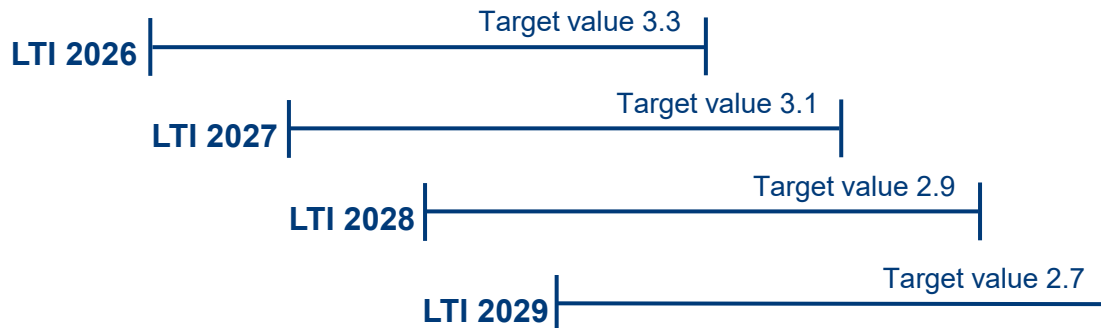 Target value 3.3
LTI 2026
Target value 3.1
LTI 2027
Target value 2.9
LTI 2028
Target value 2.7
LTI 2029